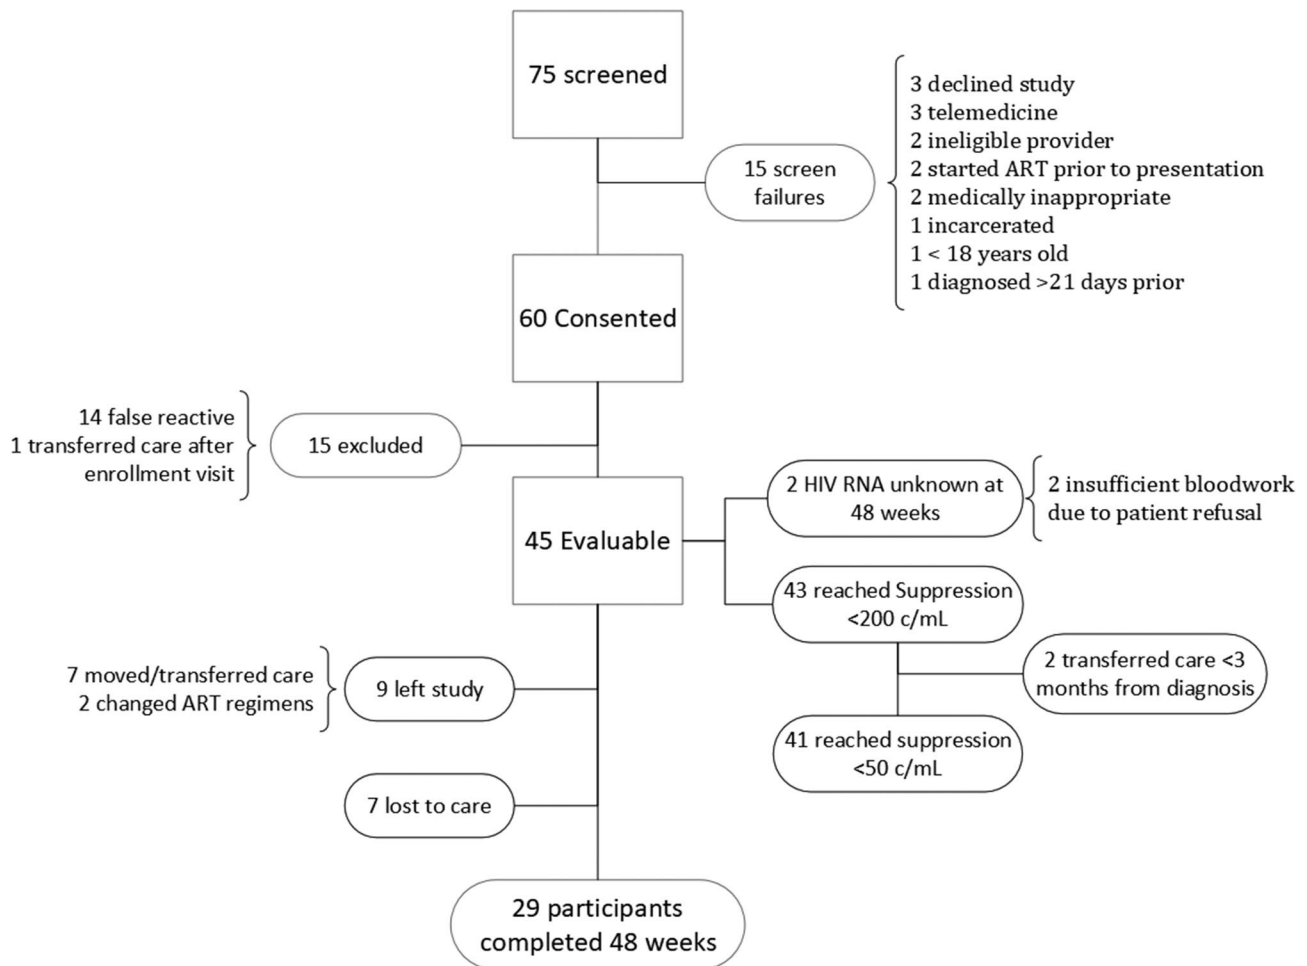 75 screened
15 screen
failures
3 declined study
3 telemedicine
2 ineligible provider
2 started ART prior to presentation
2 medically inappropriate
1 incarcerated
1 < 18 years old
1 diagnosed >21 days prior
60 Consented
14 false reactive
1 transferred care after
enrollment visit
15 excluded
45 Evaluable
2 HIV RNA unknown at
48 weeks
2 insufficient bloodwork
due to patient refusal
43 reached Suppression
<200 c/mL
2 transferred care <3
months from diagnosis
41 reached suppression
<50 c/mL
7 moved/transferred care
2 changed ART regimens
9 left study
7 lost to care
29 participants
completed 48 weeks